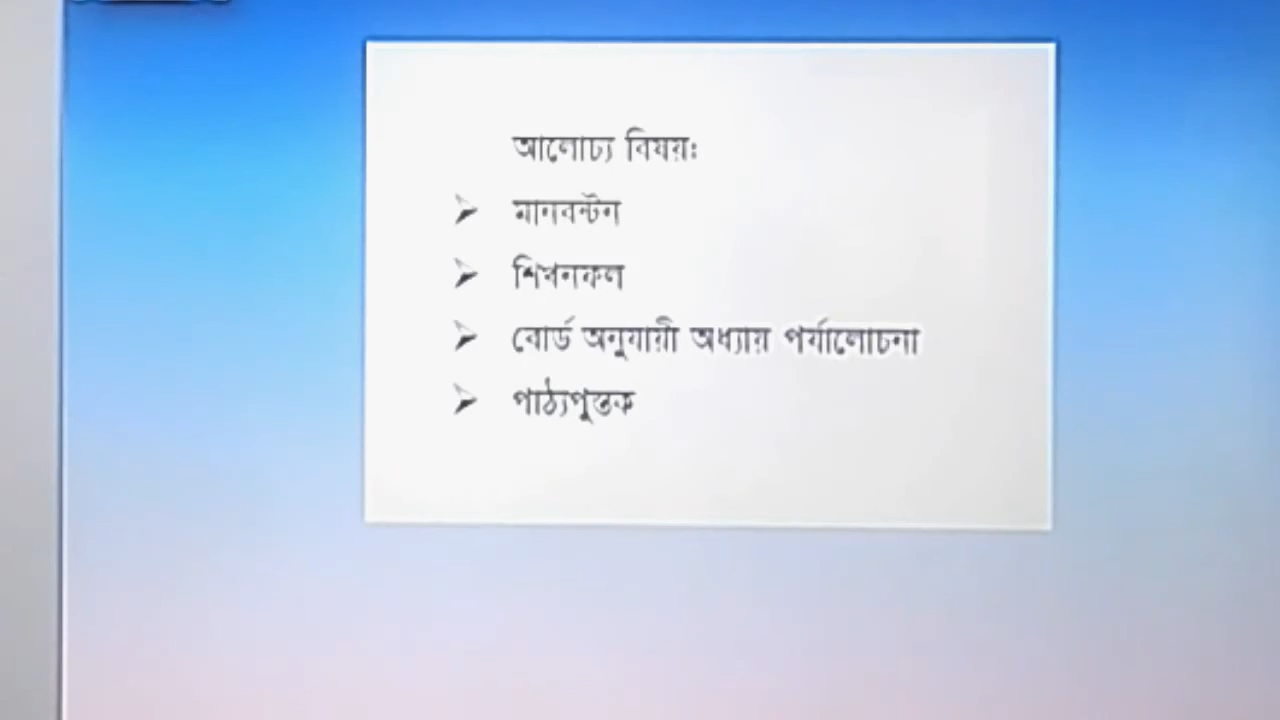 আলোচ্য বিষয়ঃ
মানবন্টন
শিখনফল
বোর্ড অনুযায়ী অধ্যায় পর্যালোচনা
পাঠ্যপুস্তক